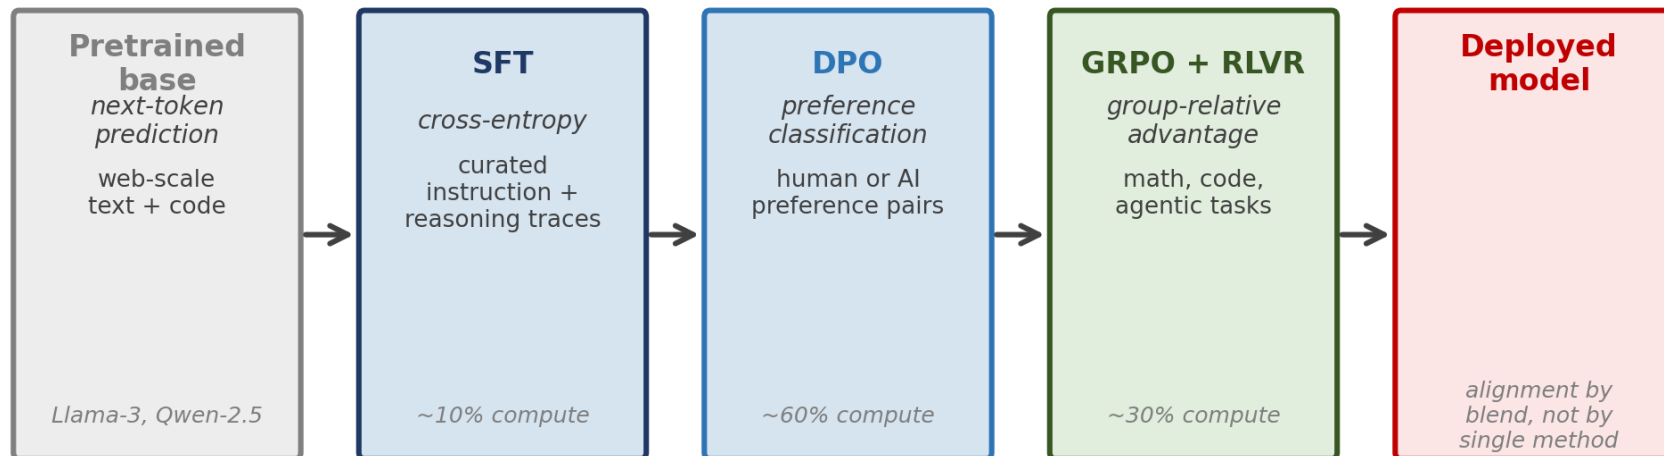 Pretrained
base
next-token
prediction
web-scale
text + code
Llama-3, Qwen-2.5
SFT
cross-entropy
curated
instruction +
reasoning traces
~10% compute
DPO
preference
classification
human or AI
preference pairs
~60% compute
GRPO + RLVR
group-relative
advantage
math, code,
agentic tasks
~30% compute
Deployed
model
alignment by
blend, not by
single method